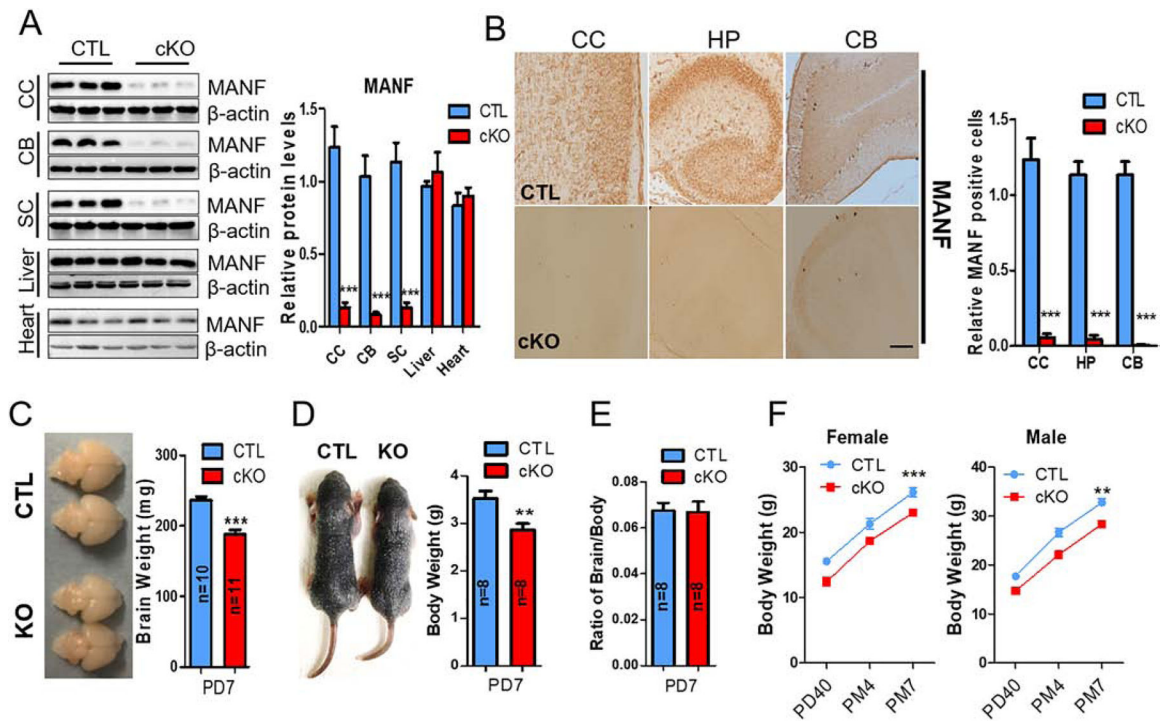 A
CTL cKO
CC
MANF
β-actin
CB
MANF
β-actin
SC
MANF
β-actin
Liver
MANF
β-actin
Heart
MANF
β-actin
MANF
CTL
cKO
Relative protein levels
1.5
1.0
0.5
0.0
***
***
***
CC CB SC Liver Heart
B
CC HP CB
CTL
cKO
MANF
CTL
cKO
Relative MANF positive cells
1.5
1.0
0.5
0.0
*** *** ***
CC HP CB
C
CTL
KO
CTL
cKO
Brain Weight (mg)
300
200
100
0
***
n=10
n=11
PD7
D
CTL KO
CTL
cKO
Body Weight (g)
4
3
2
1
0
**
n=8
n=8
PD7
E
CTL
cKO
Ratio of Brain/Body
0.08
0.06
0.04
0.02
0.00
n=8
n=8
PD7
F
Female
CTL
cKO
***
Body Weight (g)
30
20
10
0
PD40 PM4 PM7
Male
CTL
cKO
**
Body Weight (g)
40
30
20
10
0
PD40 PM4 PM7